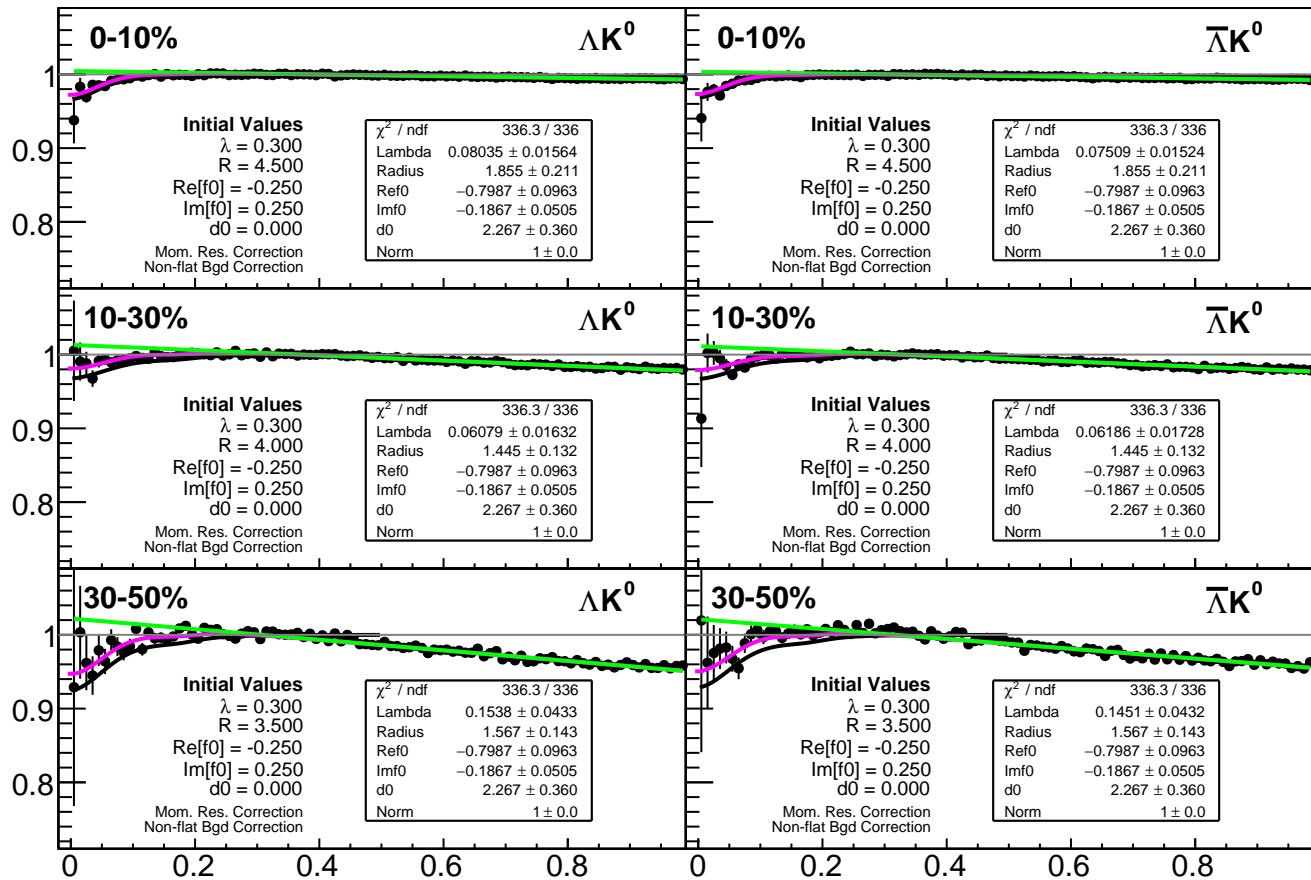 0-10% ΛK⁰
1
0.9
0.8
Initial Values
λ = 0.300
R = 4.500
Re[f0] = -0.250
Im[f0] = 0.250
d0 = 0.000
Mom. Res. Correction
Non-flat Bgd Correction
χ² / ndf 336.3 / 336
Lambda 0.08035 ± 0.01564
Radius 1.855 ± 0.211
Ref0 −0.7987 ± 0.0963
Imf0 −0.1867 ± 0.0505
d0 2.267 ± 0.360
Norm 1 ± 0.0
0-10% Λ̅K⁰
Initial Values
λ = 0.300
R = 4.500
Re[f0] = -0.250
Im[f0] = 0.250
d0 = 0.000
Mom. Res. Correction
Non-flat Bgd Correction
χ² / ndf 336.3 / 336
Lambda 0.07509 ± 0.01524
Radius 1.855 ± 0.211
Ref0 −0.7987 ± 0.0963
Imf0 −0.1867 ± 0.0505
d0 2.267 ± 0.360
Norm 1 ± 0.0
10-30% ΛK⁰
1
0.9
0.8
Initial Values
λ = 0.300
R = 4.000
Re[f0] = -0.250
Im[f0] = 0.250
d0 = 0.000
Mom. Res. Correction
Non-flat Bgd Correction
χ² / ndf 336.3 / 336
Lambda 0.06079 ± 0.01632
Radius 1.445 ± 0.132
Ref0 −0.7987 ± 0.0963
Imf0 −0.1867 ± 0.0505
d0 2.267 ± 0.360
Norm 1 ± 0.0
10-30% Λ̅K⁰
Initial Values
λ = 0.300
R = 4.000
Re[f0] = -0.250
Im[f0] = 0.250
d0 = 0.000
Mom. Res. Correction
Non-flat Bgd Correction
χ² / ndf 336.3 / 336
Lambda 0.06186 ± 0.01728
Radius 1.445 ± 0.132
Ref0 −0.7987 ± 0.0963
Imf0 −0.1867 ± 0.0505
d0 2.267 ± 0.360
Norm 1 ± 0.0
30-50% ΛK⁰
1
0.9
0.8
Initial Values
λ = 0.300
R = 3.500
Re[f0] = -0.250
Im[f0] = 0.250
d0 = 0.000
Mom. Res. Correction
Non-flat Bgd Correction
χ² / ndf 336.3 / 336
Lambda 0.1538 ± 0.0433
Radius 1.567 ± 0.143
Ref0 −0.7987 ± 0.0963
Imf0 −0.1867 ± 0.0505
d0 2.267 ± 0.360
Norm 1 ± 0.0
30-50% Λ̅K⁰
Initial Values
λ = 0.300
R = 3.500
Re[f0] = -0.250
Im[f0] = 0.250
d0 = 0.000
Mom. Res. Correction
Non-flat Bgd Correction
χ² / ndf 336.3 / 336
Lambda 0.1451 ± 0.0432
Radius 1.567 ± 0.143
Ref0 −0.7987 ± 0.0963
Imf0 −0.1867 ± 0.0505
d0 2.267 ± 0.360
Norm 1 ± 0.0
0 0.2 0.4 0.6 0.8 0 0.2 0.4 0.6 0.8